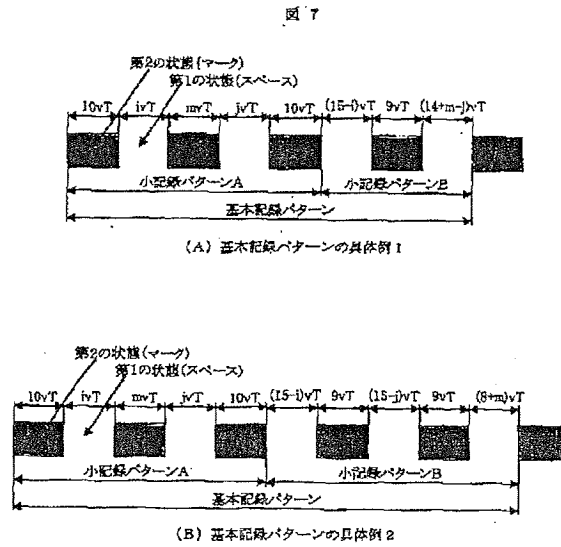 図 7
第2の状態(マーク)
第1の状態(スペース)
10vT ivT mvT jvT 10vT (15-i)vT 9vT (14+m-j)vT
小記録パターンA 小記録パターンB
基本記録パターン
(A) 基本記録パターンの具体例1
第2の状態(マーク)
第1の状態(スペース)
10vT ivT mvT jvT 10vT (15-i)vT 9vT (15-j)vT 9vT (8+m)vT
小記録パターンA 小記録パターンB
基本記録パターン
(B) 基本記録パターンの具体例2